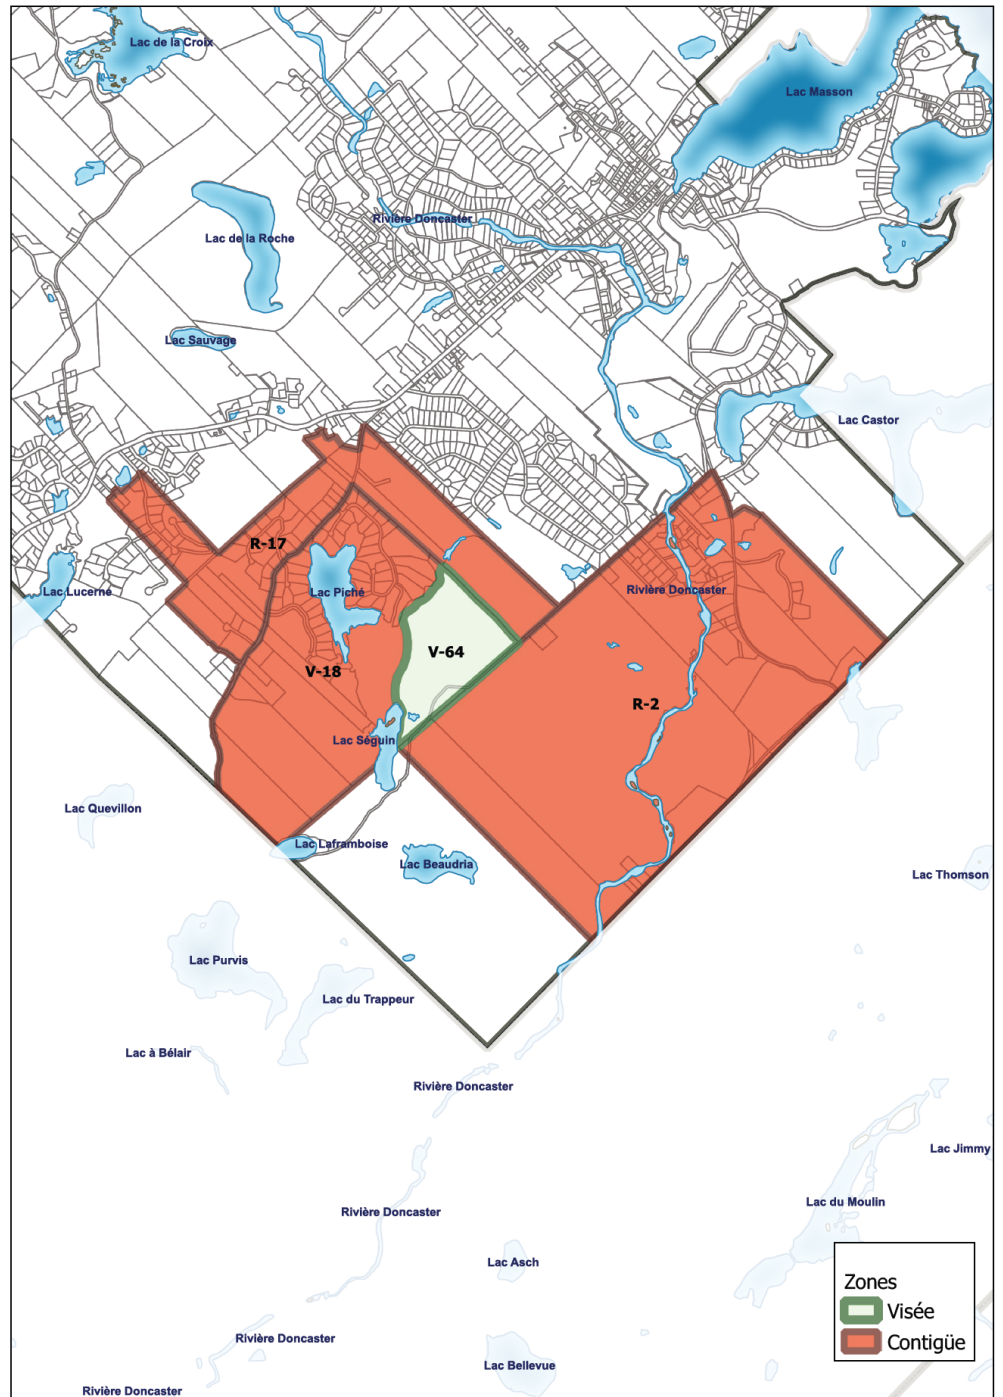 Lac de la Croix
Lac Masson
Rivière Doncaster
Lac de la Roche
Lac Sauvage
Lac Castor
R-17
Lac Lucerne
Lac Piché
Rivière Doncaster
V-64
V-18
R-2
Lac Séguin
Lac Quevillon
Lac Laframboise
Lac Beaudria
Lac Thomson
Lac Purvis
Lac du Trappeur
Lac à Bélair
Rivière Doncaster
Lac Jimmy
Lac du Moulin
Rivière Doncaster
Lac Asch
Zones
Visée
Contigüe
Rivière Doncaster
Lac Bellevue
Rivière Doncaster